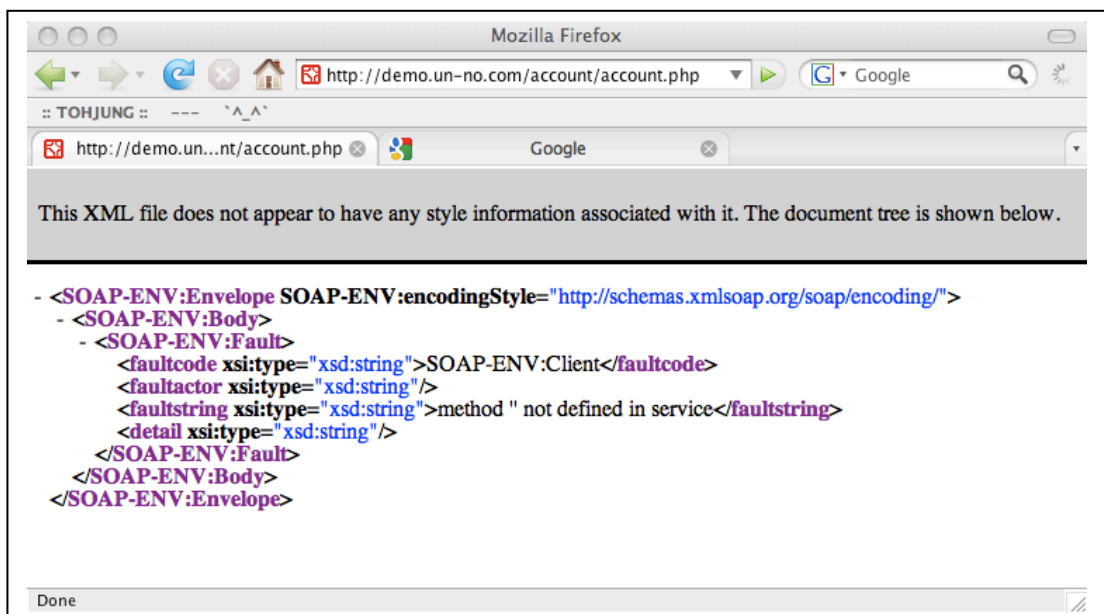 Mozilla Firefox
http://demo.un-no.com/account/account.php
G Google
:: TOHJUNG :: --- `^_^`
http://demo.un...nt/account.php Google
This XML file does not appear to have any style information associated with it. The document tree is shown below.
- <SOAP-ENV:Envelope SOAP-ENV:encodingStyle="http://schemas.xmlsoap.org/soap/encoding/">
- <SOAP-ENV:Body>
- <SOAP-ENV:Fault>
<faultcode xsi:type="xsd:string">SOAP-ENV:Client</faultcode>
<faultactor xsi:type="xsd:string"/>
<faultstring xsi:type="xsd:string">method '' not defined in service</faultstring>
<detail xsi:type="xsd:string"/>
</SOAP-ENV:Fault>
</SOAP-ENV:Body>
</SOAP-ENV:Envelope>
Done